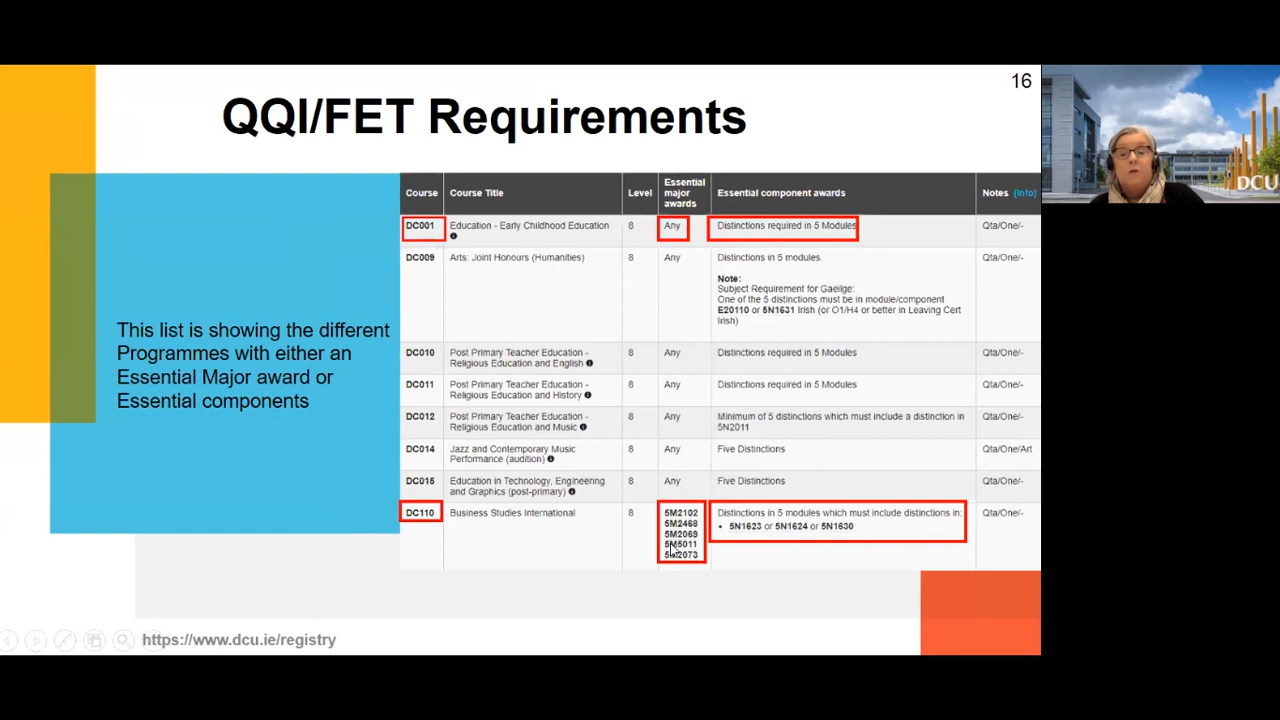 16
QQI/FET Requirements
This list is showing the different
Programmes with either an
Essential Major award or
Essential components
Course Course Title Level Essential major awards Essential component awards Notes (Info)
DC001 Education - Early Childhood Education 8 Any Distinctions required in 5 Modules Qta/One/-
DC009 Arts: Joint Honours (Humanities) 8 Any Distinctions in 5 modules. Qta/One/-
Note:
Subject Requirement for Gaeilge:
One of the 5 distinctions must be in module/component
E20110 or 5N1631 Irish (or O1/H4 or better in Leaving Cert
Irish)
DC010 Post Primary Teacher Education - 8 Any Distinctions required in 5 Modules Qta/One/-
Religious Education and English
DC011 Post Primary Teacher Education - 8 Any Distinctions required in 5 Modules Qta/One/-
Religious Education and History
DC012 Post Primary Teacher Education - 8 Any Minimum of 5 distinctions which must include a distinction in Qta/One/-
Religious Education and Music 5N2011
DC014 Jazz and Contemporary Music 8 Any Five Distinctions Qta/One/Art
Performance (audition)
DC015 Education in Technology, Engineering 8 Any Five Distinctions Qta/One/-
and Graphics (post-primary)
DC110 Business Studies International 8 5M2102 Distinctions in 5 modules which must include distinctions in: Qta/One/-
5M2468 • 5N1623 or 5N1624 or 5N1630
5M2069
5M5011
5M2073
https://www.dcu.ie/registry
DCU